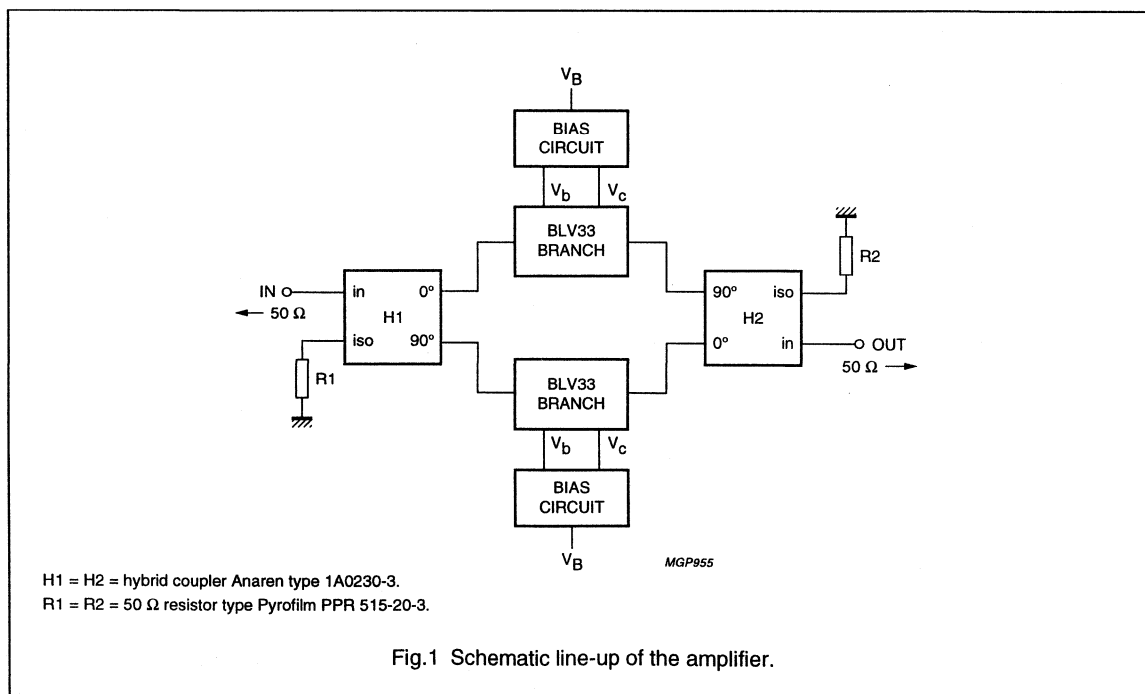 V_B
BIAS
CIRCUIT
V_b V_c
BLV33
BRANCH
R2
IN in 0° 90° iso
50 Ω H1 H2
iso 90° 0° in OUT
50 Ω
R1
BLV33
BRANCH
V_b V_c
BIAS
CIRCUIT
V_B
MGP955
H1 = H2 = hybrid coupler Anaren type 1A0230-3.
R1 = R2 = 50 Ω resistor type Pyrofilm PPR 515-20-3.
Fig.1 Schematic line-up of the amplifier.